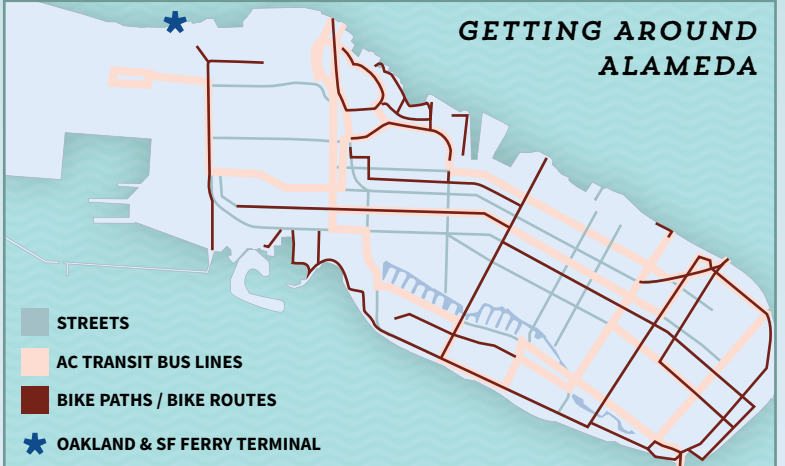 GETTING AROUND
ALAMEDA
STREETS
AC TRANSIT BUS LINES
BIKE PATHS / BIKE ROUTES
OAKLAND & SF FERRY TERMINAL